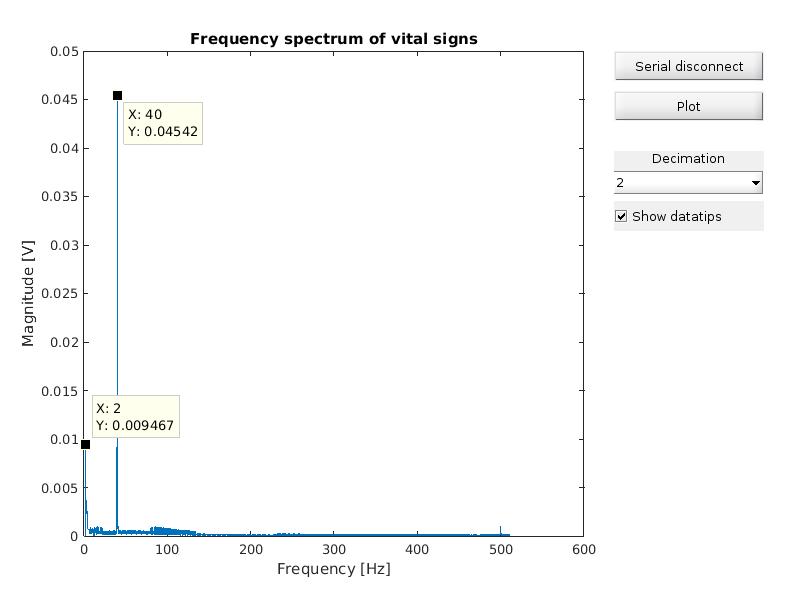 Frequency spectrum of vital signs
0.05
0.045
0.04
0.035
0.03
0.025
0.02
0.015
0.01
0.005
0
Magnitude [V]
X: 40
Y: 0.04542
X: 2
Y: 0.009467
0 100 200 300 400 500 600
Frequency [Hz]
Serial disconnect
Plot
Decimation
2
Show datatips